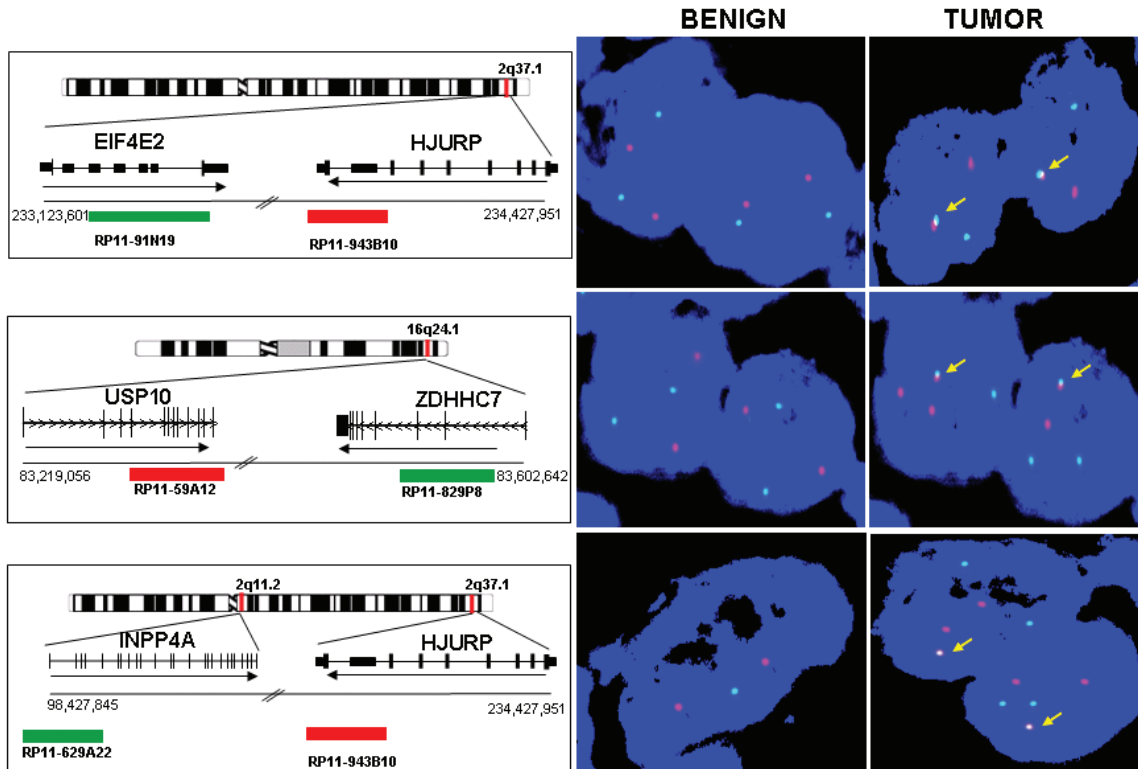 BENIGN
TUMOR
2q37.1
EIF4E2
HJURP
233,123,601
234,427,951
RP11-91N19
RP11-943B10
16q24.1
USP10
ZDHHC7
83,219,056
83,602,642
RP11-59A12
RP11-829P8
2q11.2
2q37.1
INPP4A
HJURP
98,427,845
234,427,951
RP11-629A22
RP11-943B10